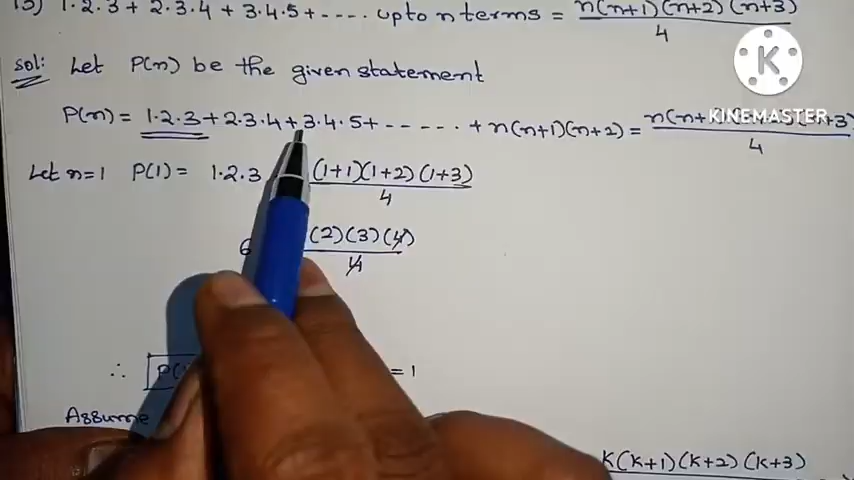 1·2·3+ 2·3·4 + 3·4·5+ ---- upto n terms = n(n+1)(n+2)(n+3)/4
Sol: Let P(n) be the given statement
P(n) = 1·2·3+2·3·4+3·4·5+ ------ + n(n+1)(n+2) = /4
Let n=1 P(1) = 1·2·3 (1+1)(1+2)(1+3)/4
6 (2)(3)(4)/4
∴ = 1
Assume
K(K+1)(K+2)(K+3)
K
KINEMASTER